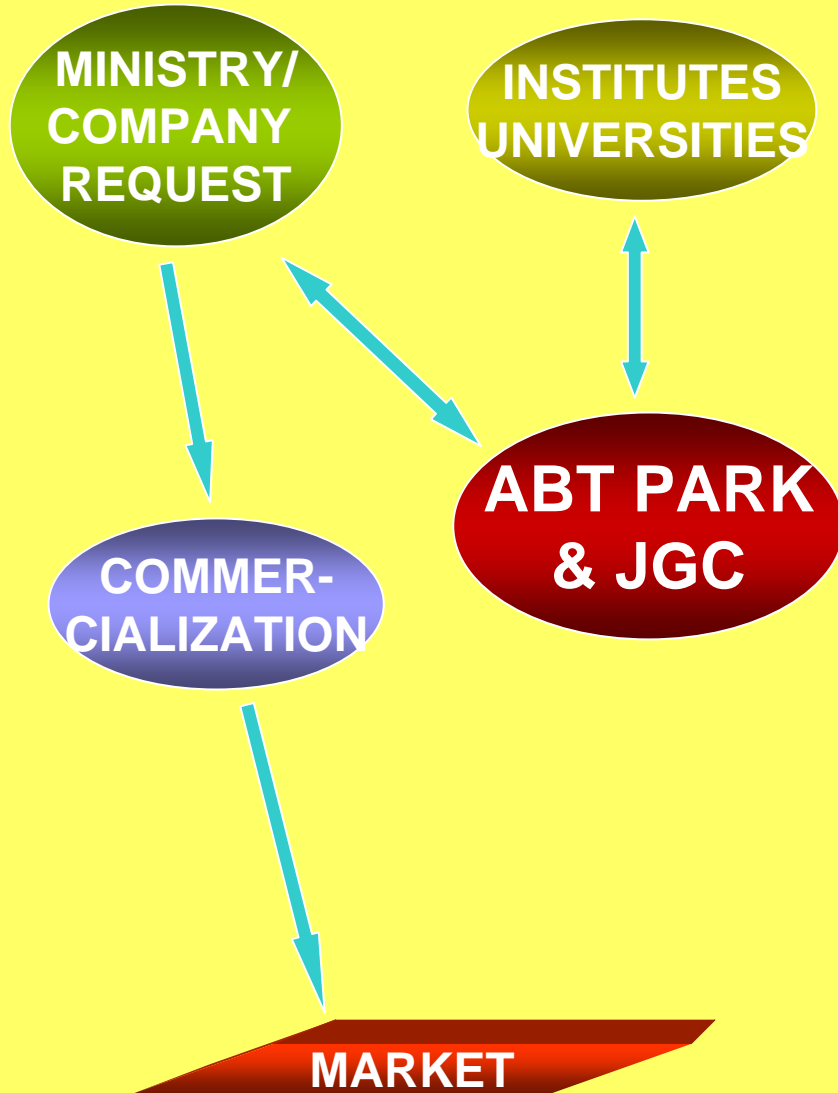 MINISTRY/
COMPANY
REQUEST
INSTITUTES
UNIVERSITIES
ABT PARK
& JGC
COMMER-
CIALIZATION
MARKET